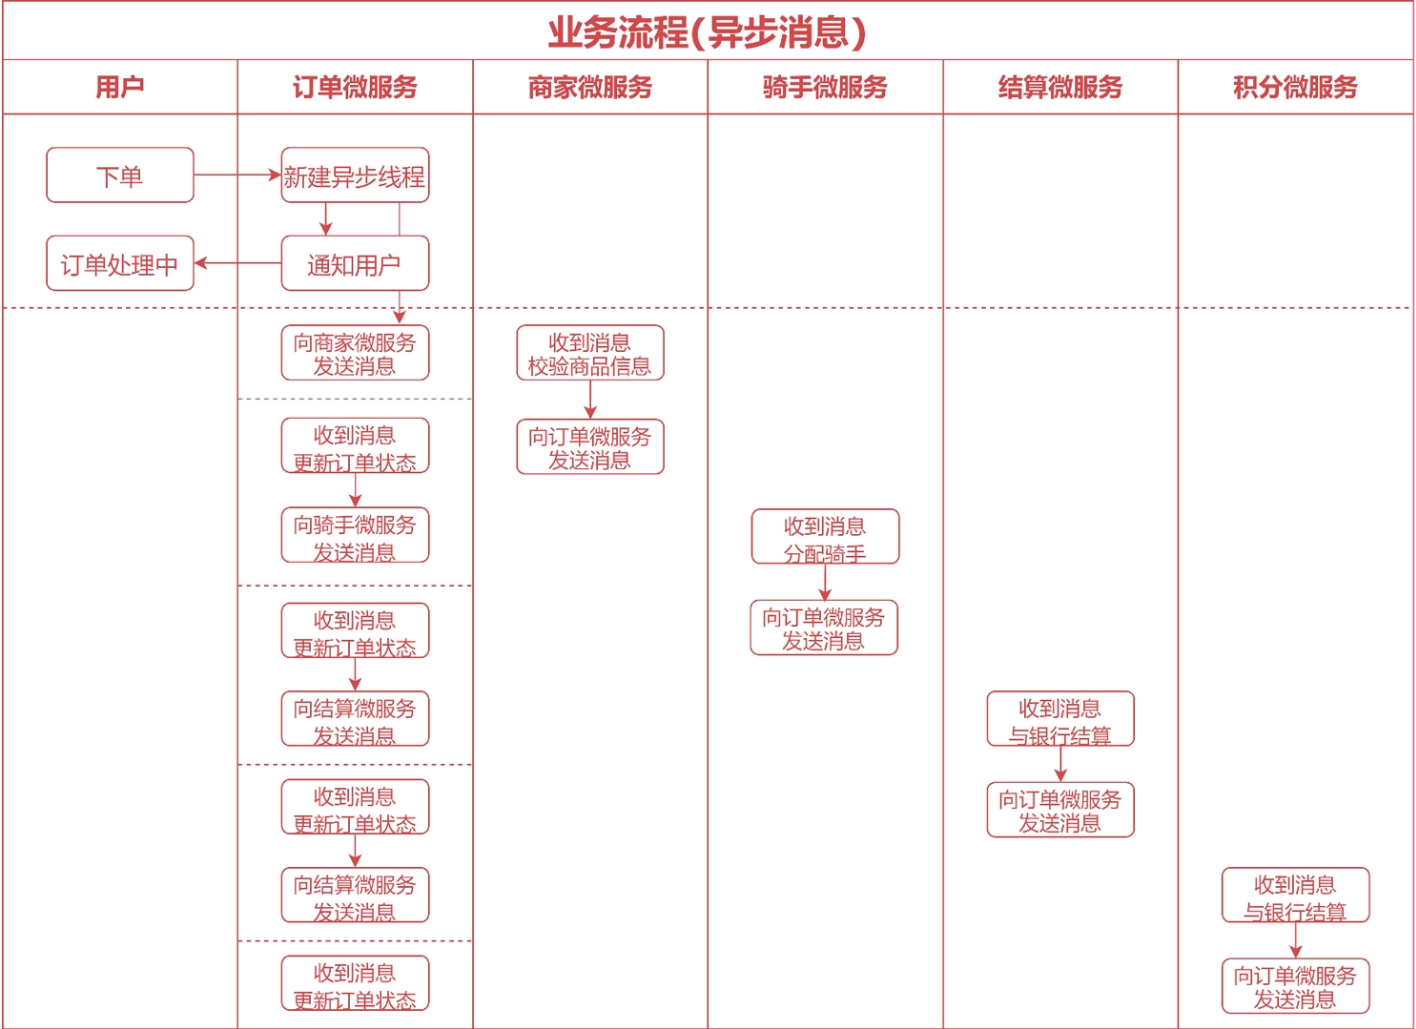 业务流程(异步消息)
用户
订单微服务
商家微服务
骑手微服务
结算微服务
积分微服务
下单
新建异步线程
订单处理中
通知用户
向商家微服务
发送消息
收到消息
校验商品信息
收到消息
更新订单状态
向订单微服务
发送消息
向骑手微服务
发送消息
收到消息
分配骑手
收到消息
更新订单状态
向订单微服务
发送消息
向结算微服务
发送消息
收到消息
与银行结算
收到消息
更新订单状态
向订单微服务
发送消息
向结算微服务
发送消息
收到消息
与银行结算
收到消息
更新订单状态
向订单微服务
发送消息